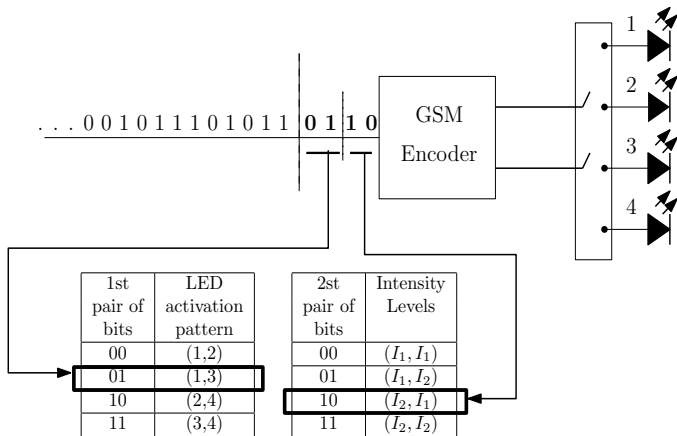 1
2
3
4
. . . 0 0 1 0 1 1 1 0 1 0 1 1 0 1 1 0
GSM
Encoder
1st pair of bits LED activation pattern
00 (1,2)
01 (1,3)
10 (2,4)
11 (3,4)
2st pair of bits Intensity Levels
00 (I₁, I₁)
01 (I₁, I₂)
10 (I₂, I₁)
11 (I₂, I₂)